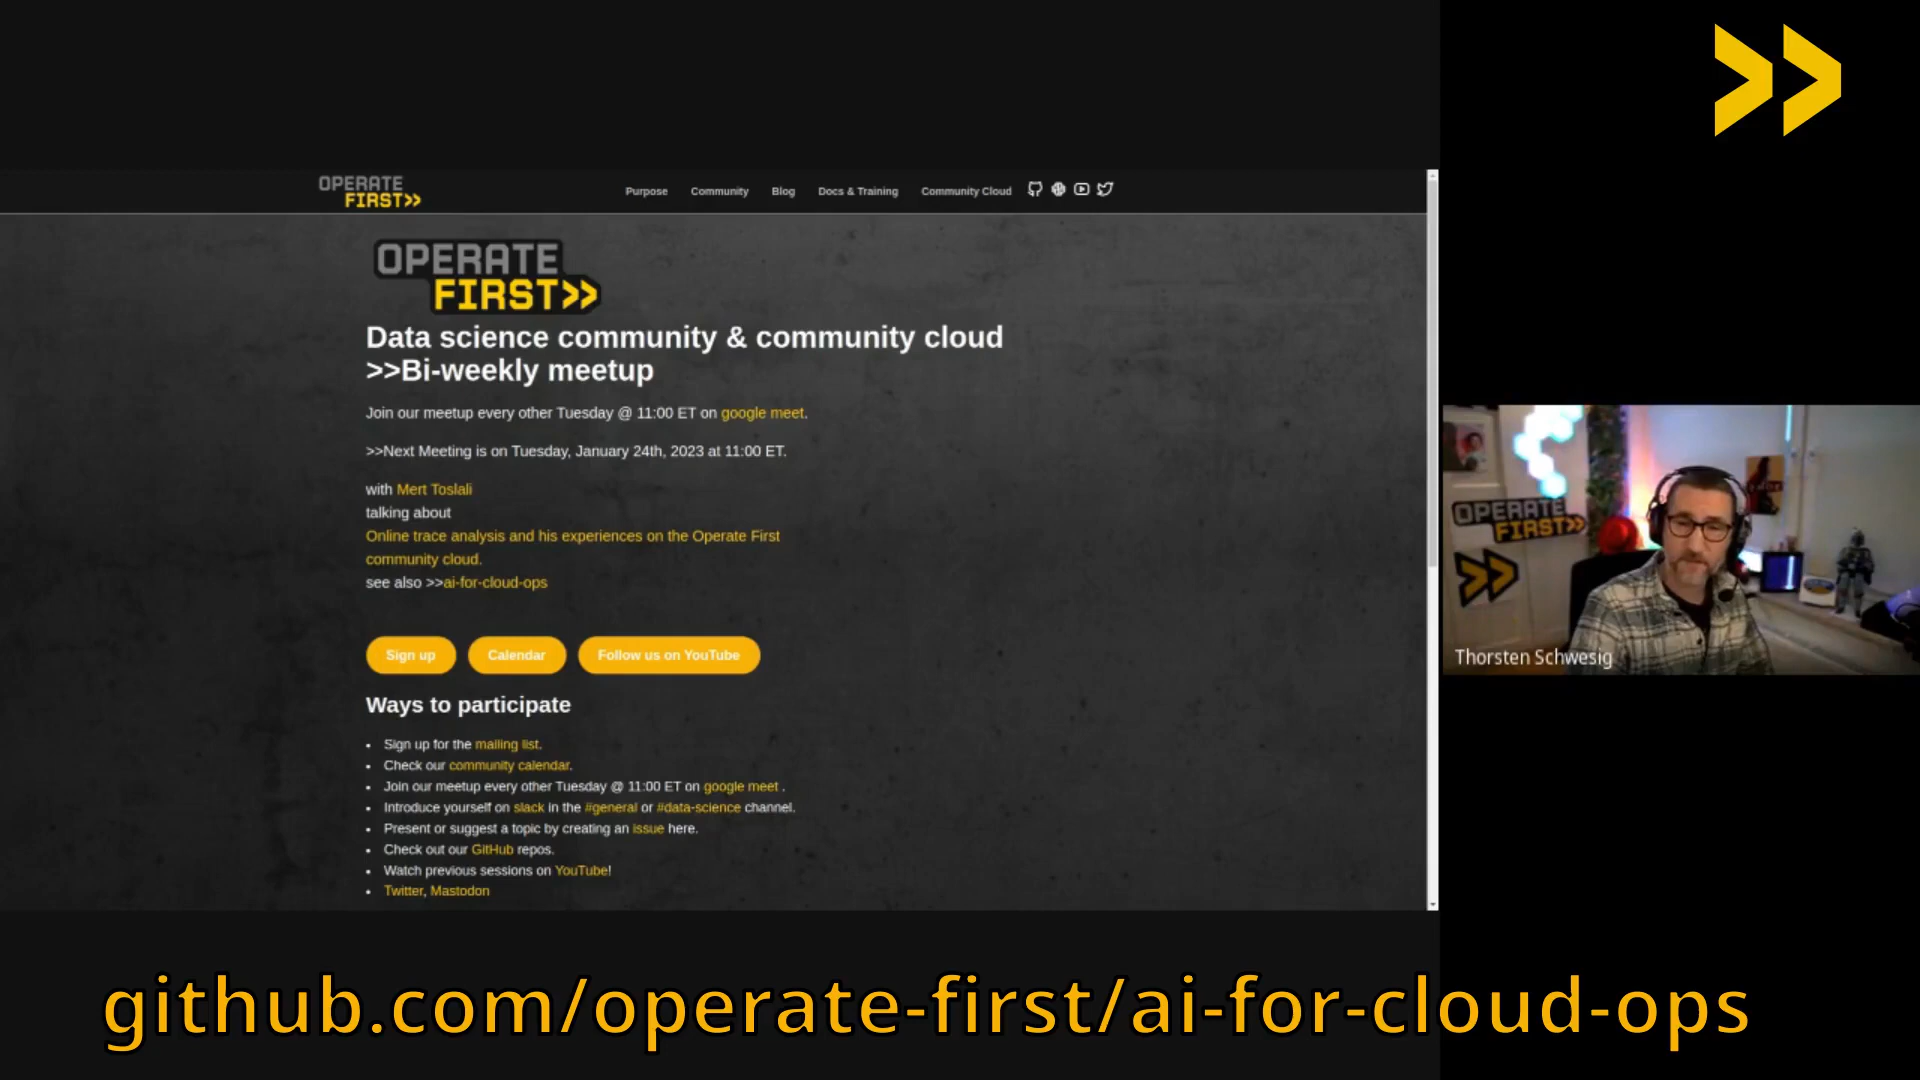 OPERATE
FIRST>>
Purpose Community Blog Docs & Training Community Cloud
OPERATE
FIRST>>
Data science community & community cloud
>>Bi-weekly meetup
Join our meetup every other Tuesday @ 11:00 ET on google meet.
>>Next Meeting is on Tuesday, January 24th, 2023 at 11:00 ET.
with Mert Toslali
talking about
Online trace analysis and his experiences on the Operate First
community cloud.
see also >>ai-for-cloud-ops
Sign up Calendar Follow us on YouTube
Ways to participate
• Sign up for the mailing list.
• Check our community calendar.
• Join our meetup every other Tuesday @ 11:00 ET on google meet .
• Introduce yourself on slack in the #general or #data-science channel.
• Present or suggest a topic by creating an issue here.
• Check out our GitHub repos.
• Watch previous sessions on YouTube!
• Twitter, Mastodon
OPERATE
FIRST>>
Thorsten Schwesig
github.com/operate-first/ai-for-cloud-ops